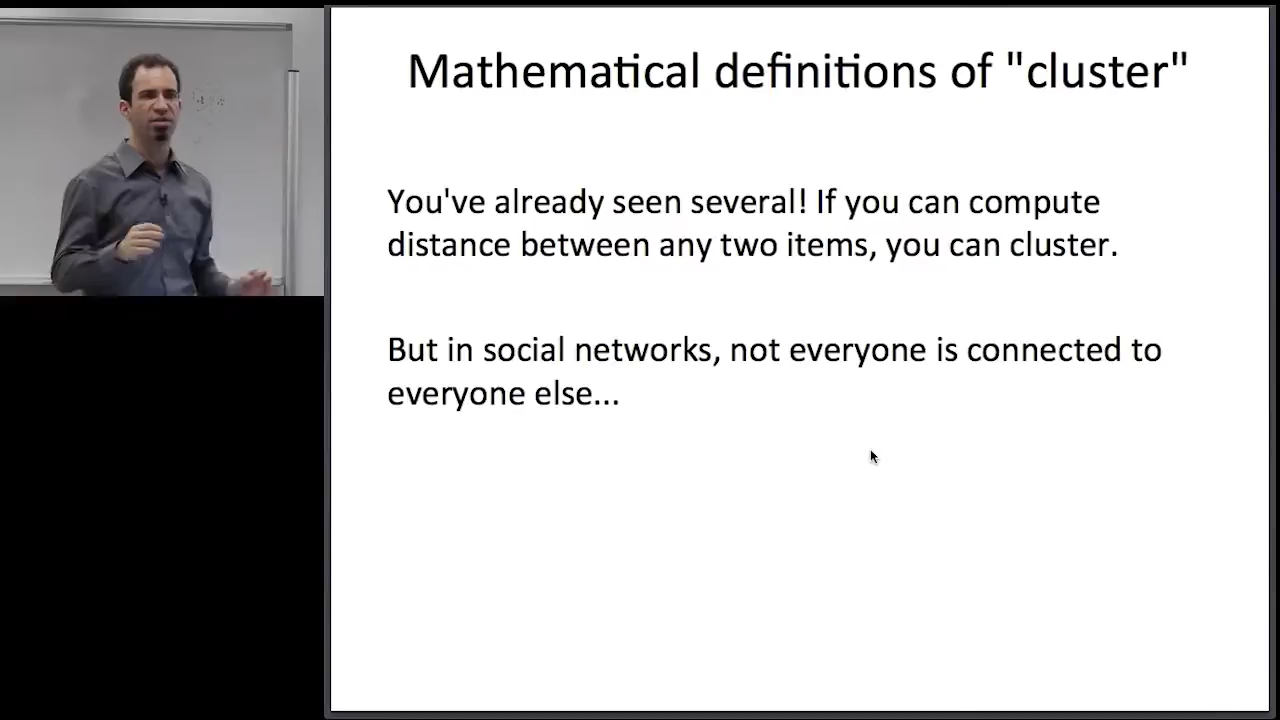 Mathematical definitions of "cluster"
You've already seen several! If you can compute
distance between any two items, you can cluster.
But in social networks, not everyone is connected to
everyone else...